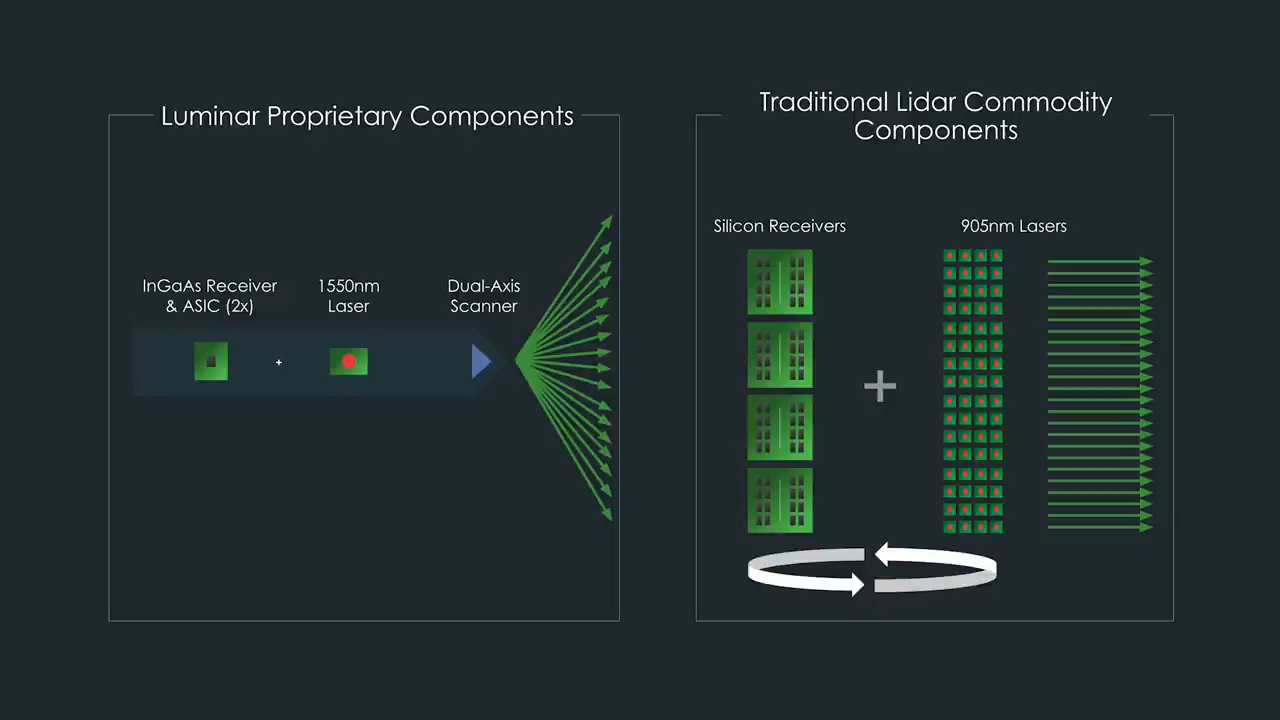 Luminar Proprietary Components
InGaAs Receiver
& ASIC (2x)
+
1550nm
Laser
Dual-Axis
Scanner
Traditional Lidar Commodity
Components
Silicon Receivers
+
905nm Lasers